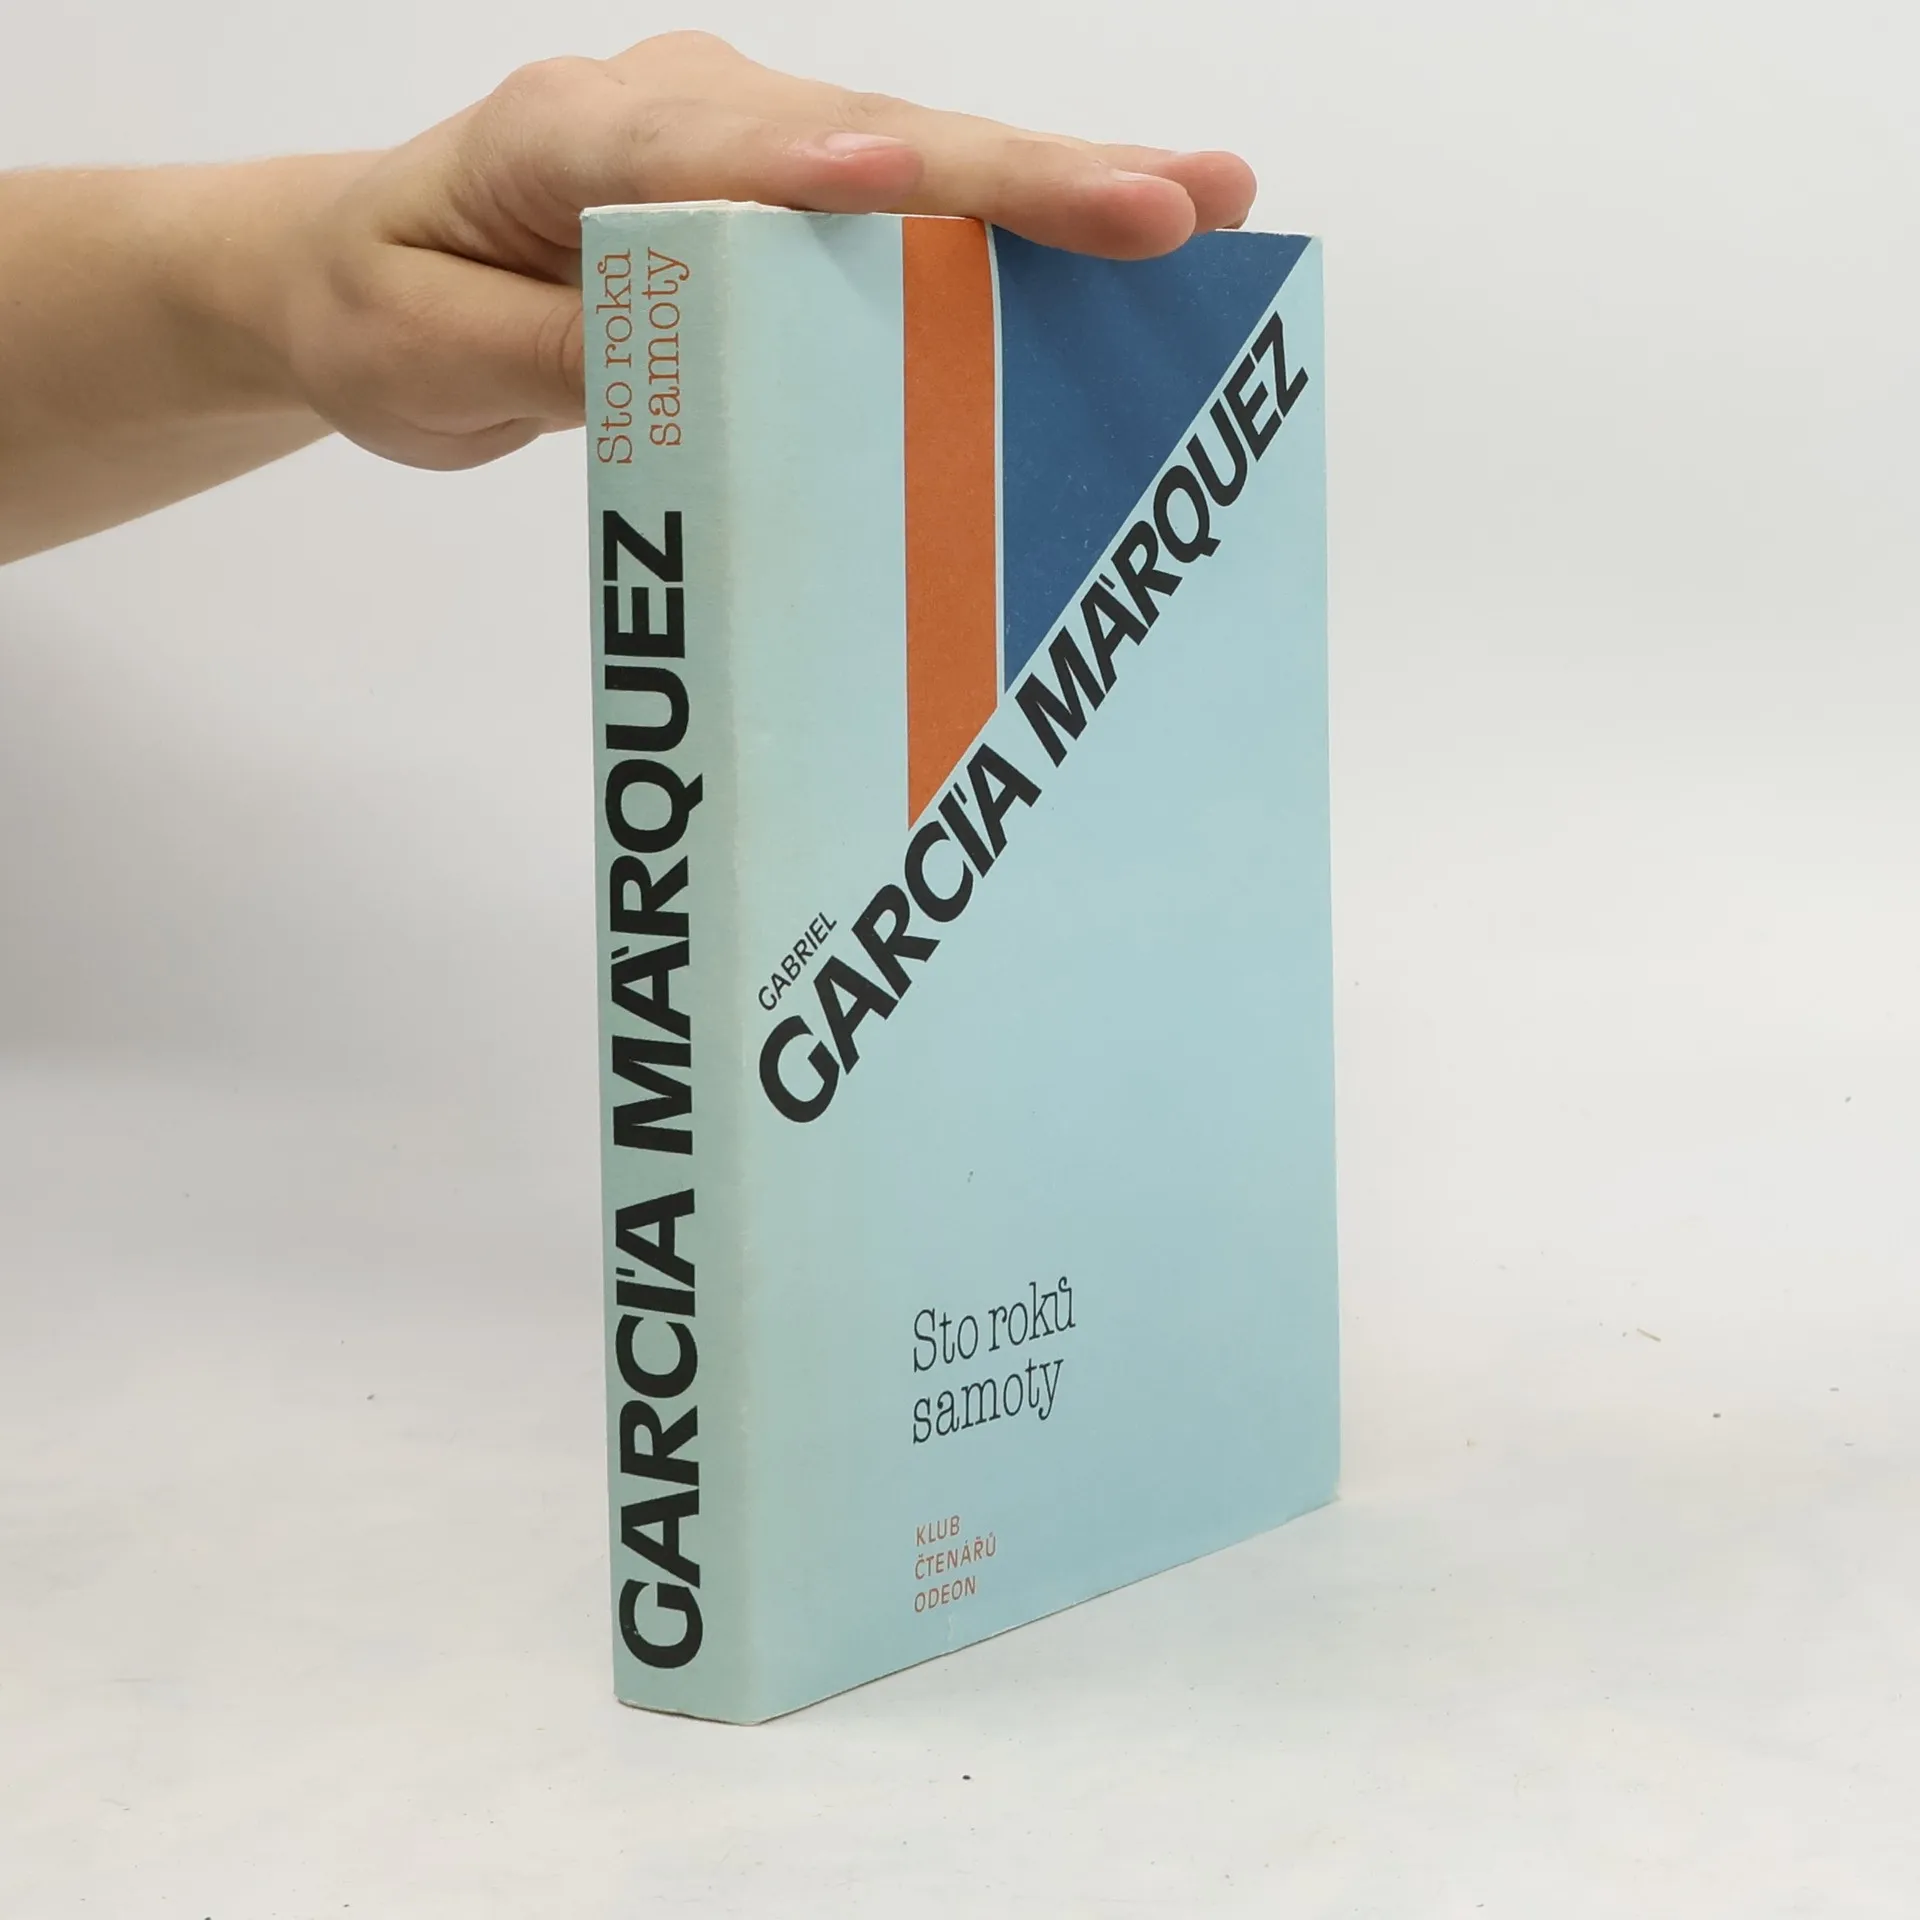 Sto roků
samoty
GARCÍA MÁRQUEZ
GABRIEL
GARCÍA MÁRQUEZ
Sto roků
samoty
KLUB
ČTENÁŘŮ
ODEON